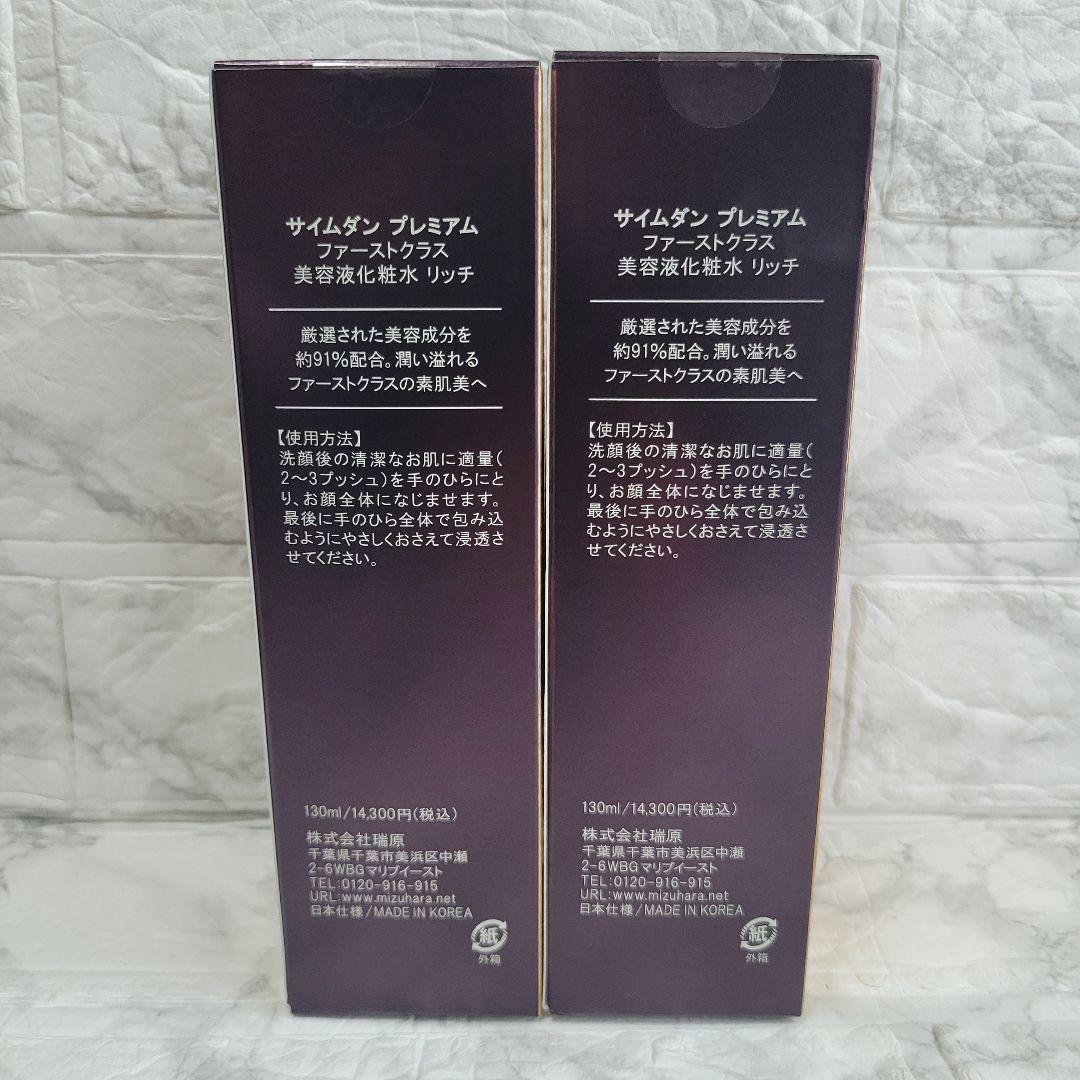 サイムダン プレミアム
ファーストクラス
美容液化粧水 リッチ
厳選された美容成分を
約91%配合。潤い溢れる
ファーストクラスの素肌美へ
【使用方法】
洗顔後の清潔なお肌に適量(
2〜3プッシュ)を手のひらにと
り、お顔全体になじませます。
最後に手のひら全体で包み込
むようにやさしくおさえて浸透さ
せてください。
130ml/14,300円(税込)
株式会社瑞原
千葉県千葉市美浜区中瀬
2-6WBGマリブイースト
TEL:0120-916-915
URL:www.mizuhara.net
日本仕様/MADE IN KOREA
紙
外箱
サイムダン プレミアム
ファーストクラス
美容液化粧水 リッチ
厳選された美容成分を
約91%配合。潤い溢れる
ファーストクラスの素肌美へ
【使用方法】
洗顔後の清潔なお肌に適量(
2〜3プッシュ)を手のひらにと
り、お顔全体になじませます。
最後に手のひら全体で包み込
むようにやさしくおさえて浸透さ
せてください。
130ml/14,300円(税込)
株式会社瑞原
千葉県千葉市美浜区中瀬
2-6WBGマリブイースト
TEL:0120-916-915
URL:www.mizuhara.net
日本仕様/MADE IN KOREA
紙
外箱